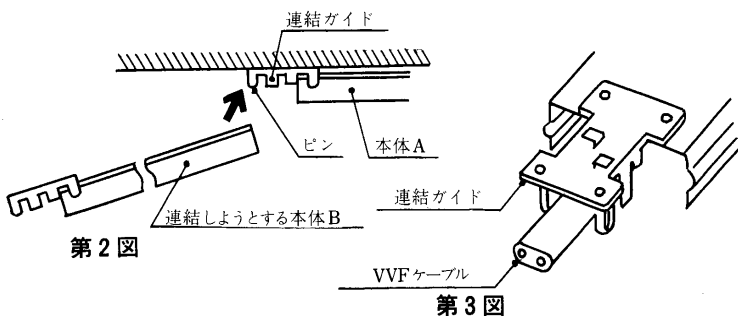 連結ガイド
ピン
本体A
連結しようとする本体B
第2図
連結ガイド
VVFケーブル
第3図